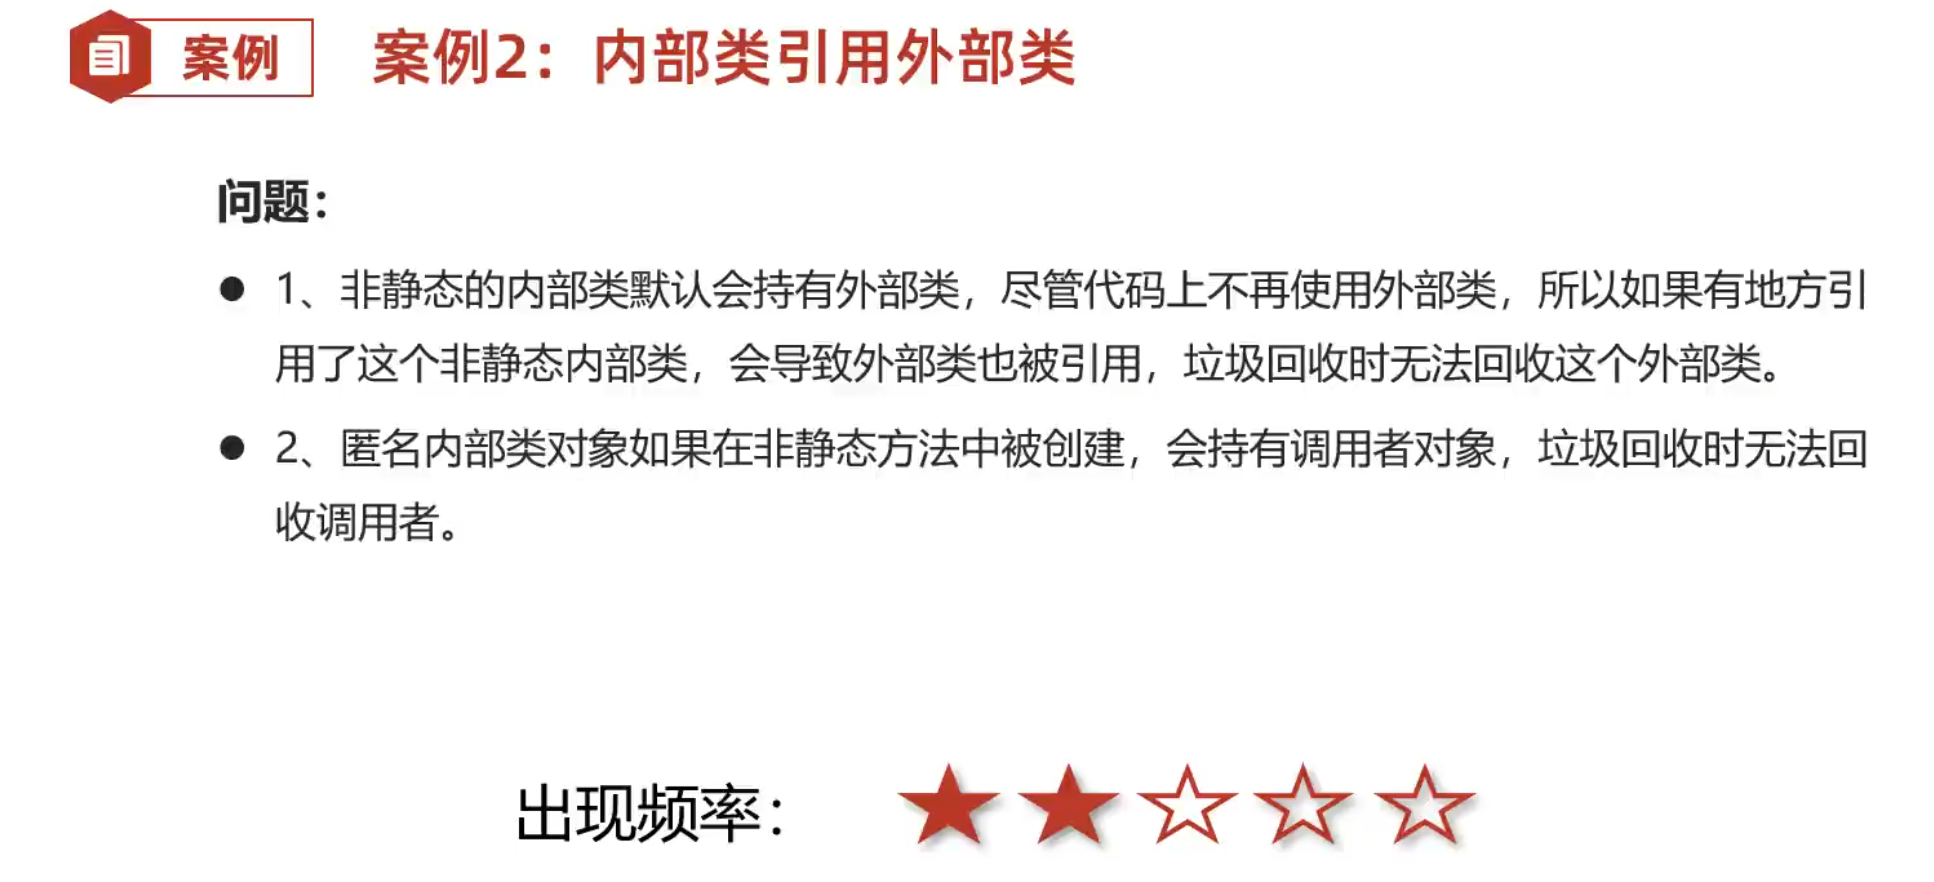 案例
案例2：内部类引用外部类
问题：
1、非静态的内部类默认会持有外部类，尽管代码上不再使用外部类，所以如果有地方引
用了这个非静态内部类，会导致外部类也被引用，垃圾回收时无法回收这个外部类。
2、匿名内部类对象如果在非静态方法中被创建，会持有调用者对象，垃圾回收时无法回
收调用者。
出现频率：